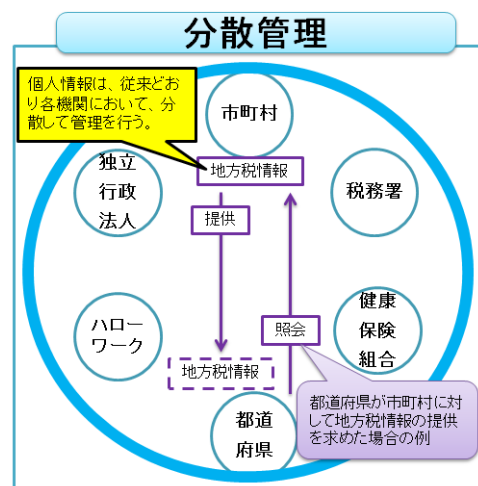 分散管理
個人情報は、従来どお
り各機関において、分
散して管理を行う。
市町村
地方税情報
独立
行政
法人
税務署
提供
ハロー
ワーク
照会
健康
保険
組合
地方税情報
都道
府県
都道府県が市町村に対
して地方税情報の提供
を求めた場合の例